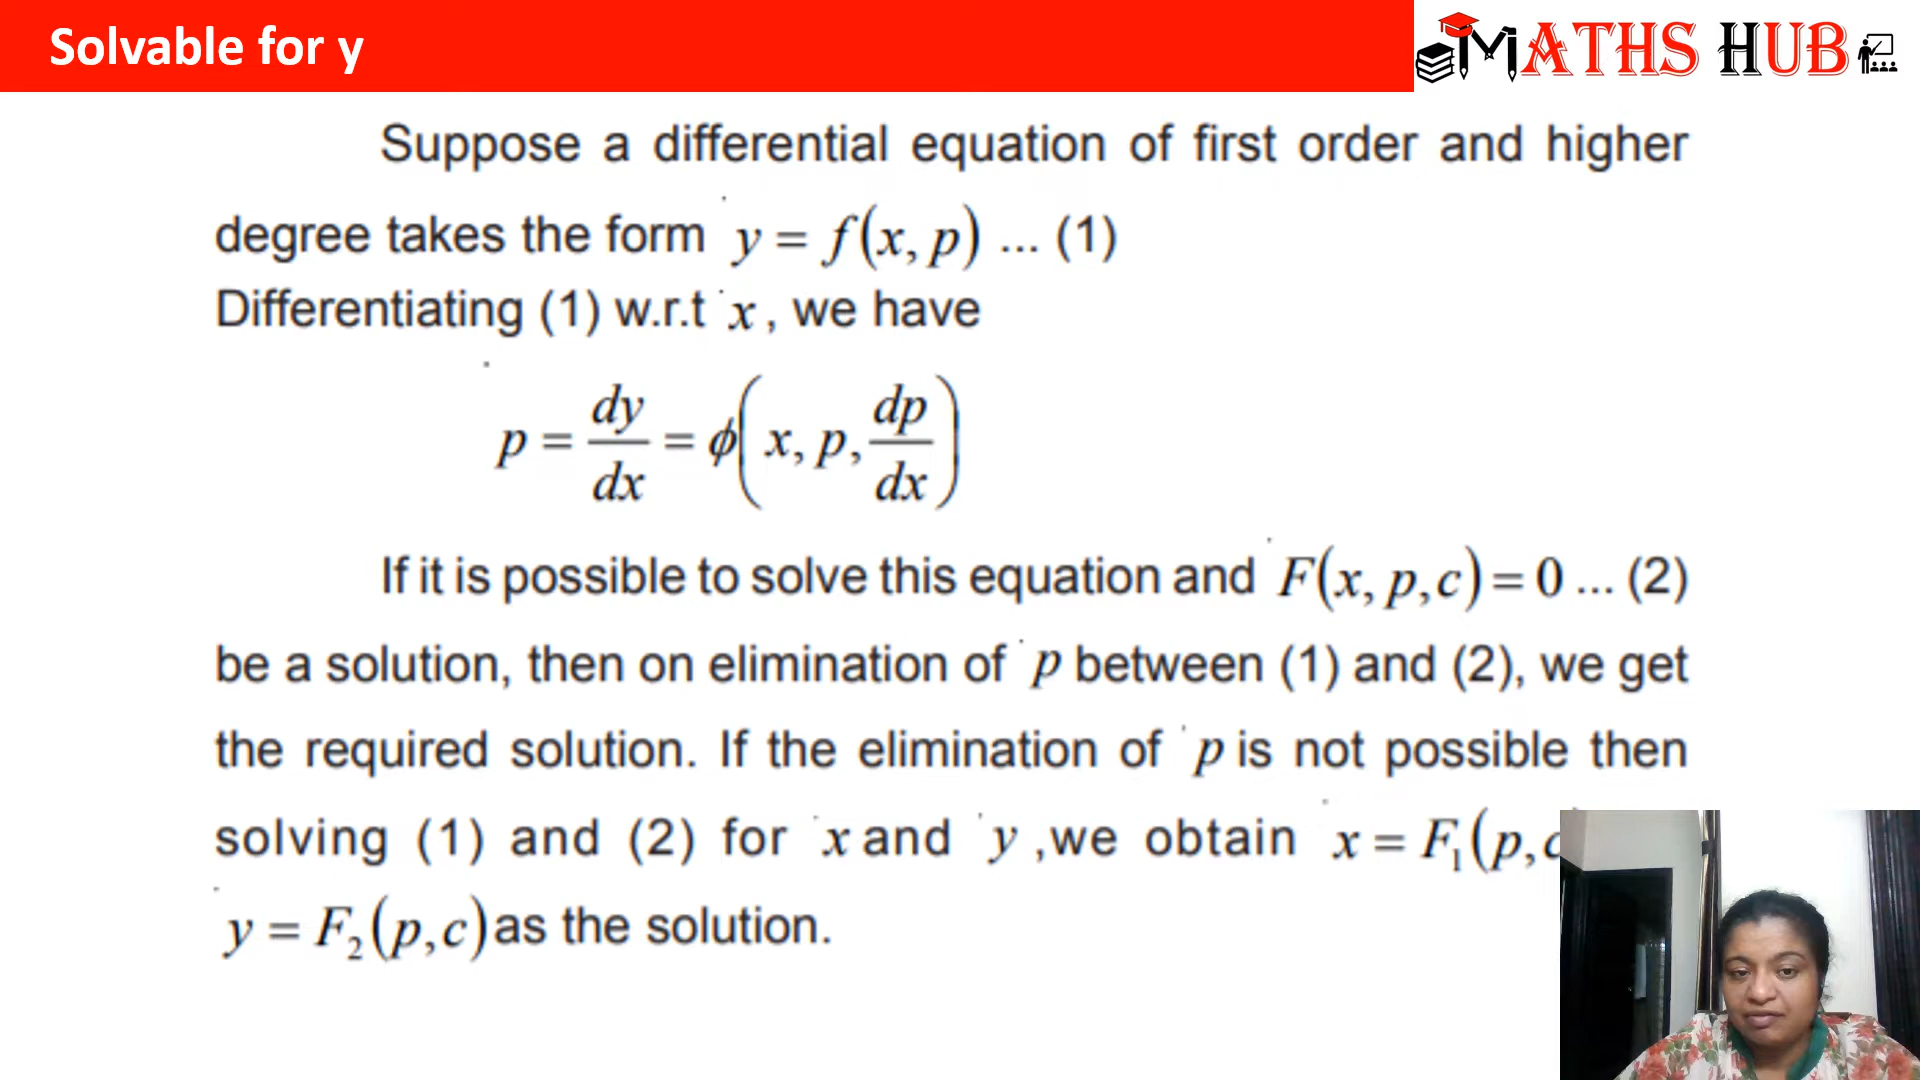 Solvable for y
MATHS HUB
Suppose a differential equation of first order and higher
degree takes the form y = f(x, p) ... (1)
Differentiating (1) w.r.t x, we have
p = dy/dx = ϕ(x, p, dp/dx)
If it is possible to solve this equation and F(x, p, c) = 0 ... (2)
be a solution, then on elimination of p between (1) and (2), we get
the required solution. If the elimination of p is not possible then
solving (1) and (2) for x and y ,we obtain x = F₁(p,
y = F₂(p, c) as the solution.